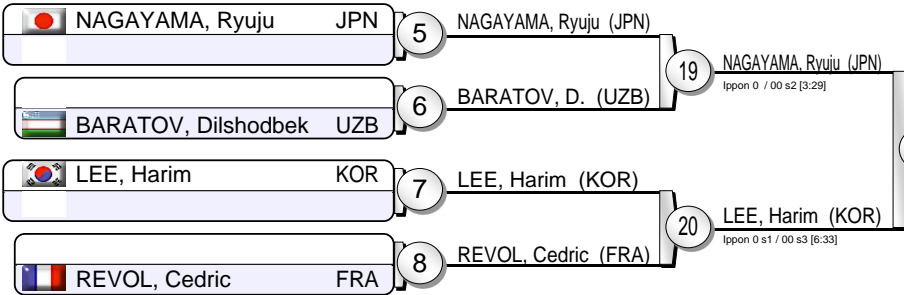 NAGAYAMA, Ryuju JPN
5
NAGAYAMA, Ryuju (JPN)
19
NAGAYAMA, Ryuju (JPN)
Ippon 0 / 00 s2 [3:29]
6
BARATOV, D. (UZB)
BARATOV, Dilshodbek UZB
LEE, Harim KOR
7
LEE, Harim (KOR)
20
LEE, Harim (KOR)
Ippon 0 s1 / 00 s3 [6:33]
8
REVOL, Cedric (FRA)
REVOL, Cedric FRA